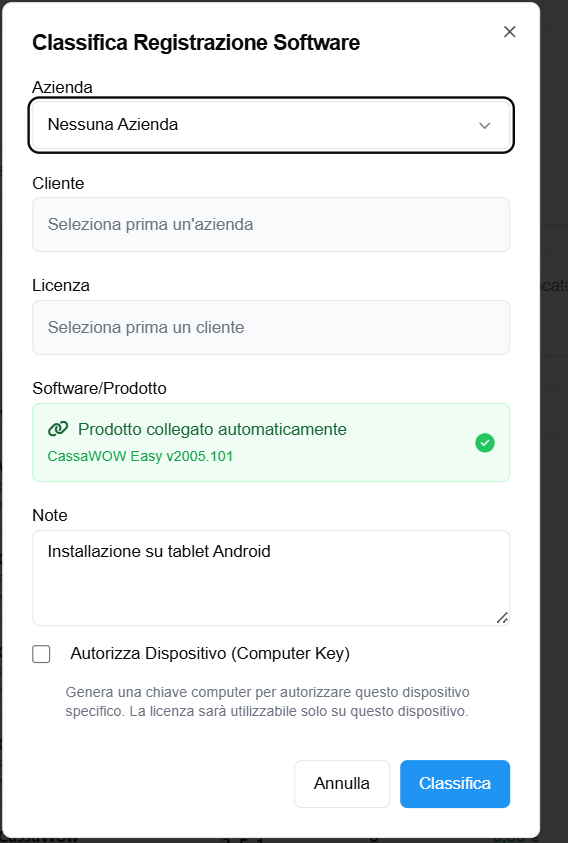 Classifica Registrazione Software
Azienda
Nessuna Azienda
Cliente
Seleziona prima un'azienda
Licenza
Seleziona prima un cliente
Software/Prodotto
Prodotto collegato automaticamente
CassaWOW Easy v2005.101
Note
Installazione su tablet Android
Autorizza Dispositivo (Computer Key)
Genera una chiave computer per autorizzare questo dispositivo
specifico. La licenza sarà utilizzabile solo su questo dispositivo.
Annulla
Classifica